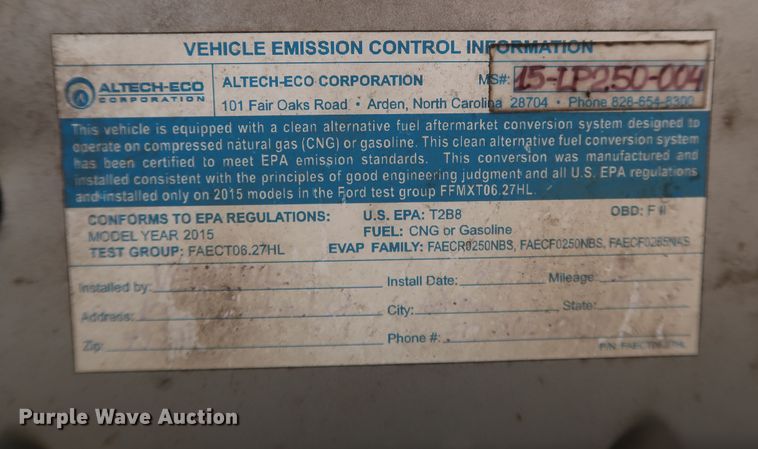 VEHICLE EMISSION CONTROL INFORMATION
ALTECH-ECO
CORPORATION
ALTECH-ECO CORPORATION MS#: 15-LP2.50-004
101 Fair Oaks Road • Arden, North Carolina 28704 • Phone 828-654-8300
This vehicle is equipped with a clean alternative fuel aftermarket conversion system designed to
operate on compressed natural gas (CNG) or gasoline. This clean alternative fuel conversion system
has been certified to meet EPA emission standards. This conversion was manufactured and
installed consistent with the principles of good engineering judgment and all U.S. EPA regulations
and installed only on 2015 models in the Ford test group FFMXT06.27HL.
CONFORMS TO EPA REGULATIONS: U.S. EPA: T2B8 OBD: F II
MODEL YEAR 2015 FUEL: CNG or Gasoline
TEST GROUP: FAECT06.27HL EVAP FAMILY: FAECR0250NBS, FAECF0250NBS, FAECF0265NAS
Installed by: Install Date: Mileage:
Address: City: State:
Zip: Phone #:
P/N: FAECT06.27HL
Purple Wave Auction